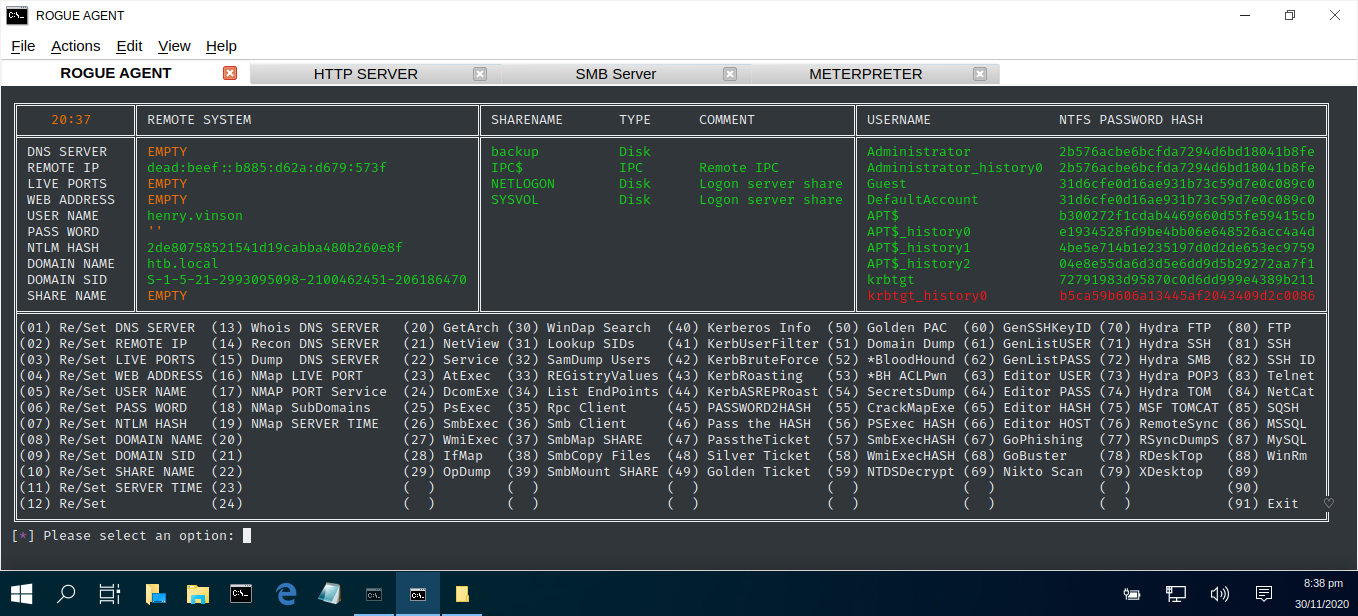 ROGUE AGENT
File Actions Edit View Help
ROGUE AGENT HTTP SERVER SMB Server METERPRETER
20:37 REMOTE SYSTEM SHARENAME TYPE COMMENT USERNAME NTFS PASSWORD HASH
DNS SERVER EMPTY backup Disk Administrator 2b576acbe6bcfda7294d6bd18041b8fe
REMOTE IP dead:beef::b885:d62a:d679:573f IPC$ IPC Remote IPC Administrator_history0 2b576acbe6bcfda7294d6bd18041b8fe
LIVE PORTS EMPTY NETLOGON Disk Logon server share Guest 31d6cfe0d16ae931b73c59d7e0c089c0
WEB ADDRESS EMPTY SYSVOL Disk Logon server share DefaultAccount 31d6cfe0d16ae931b73c59d7e0c089c0
USER NAME henry.vinson APT$ b300272f1cdab4469660d55fe59415cb
PASS WORD '' APT$_history0 e1934528fd9be4bb06e648526acc4a4d
NTLM HASH 2de80758521541d19cabba480b260e8f APT$_history1 4be5e714b1e235197d0d2de653ec9759
DOMAIN NAME htb.local APT$_history2 04e8e55da6d3d5e6dd9d5b29272aa7f1
DOMAIN SID S-1-5-21-2993095098-2100462451-206186470 krbtgt 72791983d95870c0d6dd999e4389b211
SHARE NAME EMPTY krbtgt_history0 b5ca59b606a13445af2043409d2c0086
(01) Re/Set DNS SERVER (13) Whois DNS SERVER (20) GetArch (30) WinDap Search (40) Kerberos Info (50) Golden PAC (60) GenSSHKeyID (70) Hydra FTP (80) FTP
(02) Re/Set REMOTE IP (14) Recon DNS SERVER (21) NetView (31) Lookup SIDs (41) KerbUserFilter (51) Domain Dump (61) GenListUSER (71) Hydra SSH (81) SSH
(03) Re/Set LIVE PORTS (15) Dump DNS SERVER (22) Service (32) SamDump Users (42) KerbBruteForce (52) *BloodHound (62) GenListPASS (72) Hydra SMB (82) SSH ID
(04) Re/Set WEB ADDRESS (16) NMap LIVE PORT (23) AtExec (33) REGistryValues (43) KerbRoasting (53) *BH ACLPwn (63) Editor USER (73) Hydra POP3 (83) Telnet
(05) Re/Set USER NAME (17) NMAP PORT Service (24) DcomExe (34) List EndPoints (44) KerbASREPRoast (54) SecretsDump (64) Editor PASS (74) Hydra TOM (84) NetCat
(06) Re/Set PASS WORD (18) NMap SubDomains (25) PsExec (35) Rpc Client (45) PASSWORD2HASH (55) CrackMapExe (65) Editor HASH (75) MSF TOMCAT (85) SQSH
(07) Re/Set NTLM HASH (19) NMap SERVER TIME (26) SmbExec (36) Smb Client (46) Pass the HASH (56) PSExec HASH (66) Editor HOST (76) RemoteSync (86) MSSQL
(08) Re/Set DOMAIN NAME (20) (27) WmiExec (37) SmbMap SHARE (47) PasstheTicket (57) SmbExecHASH (67) GoPhishing (77) RSyncDumpS (87) MySQL
(09) Re/Set DOMAIN SID (21) (28) IfMap (38) SmbCopy Files (48) Silver Ticket (58) WmiExecHASH (68) GoBuster (78) RDeskTop (88) WinRm
(10) Re/Set SHARE NAME (22) (29) OpDump (39) SmbMount SHARE (49) Golden Ticket (59) NTDSDecrypt (69) Nikto Scan (79) XDesktop (89)
(11) Re/Set SERVER TIME (23) ( ) ( ) ( ) ( ) ( ) ( ) (90)
(12) Re/Set (24) ( ) ( ) ( ) ( ) ( ) ( ) (91) Exit ♡
[*] Please select an option:
8:38 pm
30/11/2020